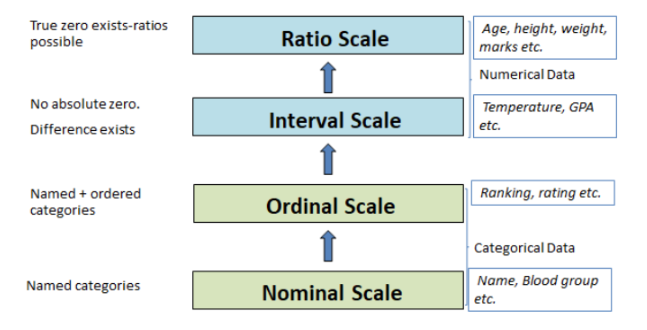 True zero exists-ratios
possible
Ratio Scale
Age, height, weight,
marks etc.
Numerical Data
No absolute zero.
Difference exists
Interval Scale
Temperature, GPA
etc.
Named + ordered
categories
Ordinal Scale
Ranking, rating etc.
Categorical Data
Named categories
Nominal Scale
Name, Blood group
etc.